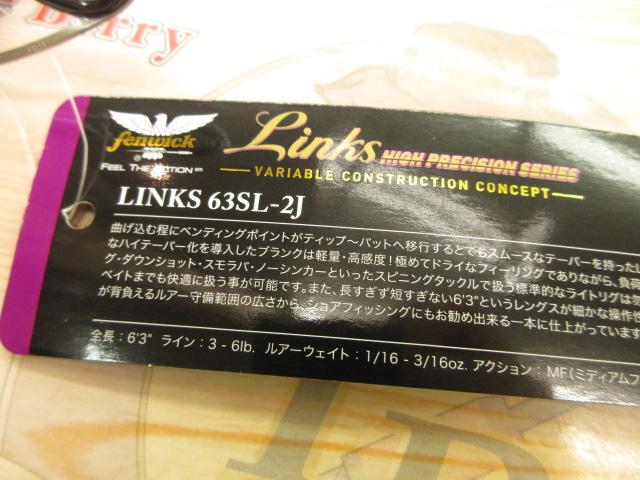 Berry
fenwick
®
FEEL THE ACTION SM
Links HIGH PRECISION SERIES
VARIABLE CONSTRUCTION CONCEPT
LINKS 63SL-2J
曲げ込む程にベンディングポイントがティップ～バットへ移行するとてもスムースなテーパーを持った
なハイテーパー化を導入したブランクは軽量・高感度！極めてドライなフィーリングでありながら、負荷
グ・ダウンショット・スモラバ・ノーシンカーといったスピニングタックルで扱う標準的なライトリグは
ベイトまでも快適に扱う事が可能です。また、長すぎず短すぎない6'3"というレングスが細かな操作性
が背負えるルアー守備範囲の広さから、ショアフィッシングにもお勧め出来る一本に仕上がっています
全長：6'3" ライン：3 - 6lb. ルアーウェイト：1/16 - 3/16oz. アクション：MF(ミディアムフ